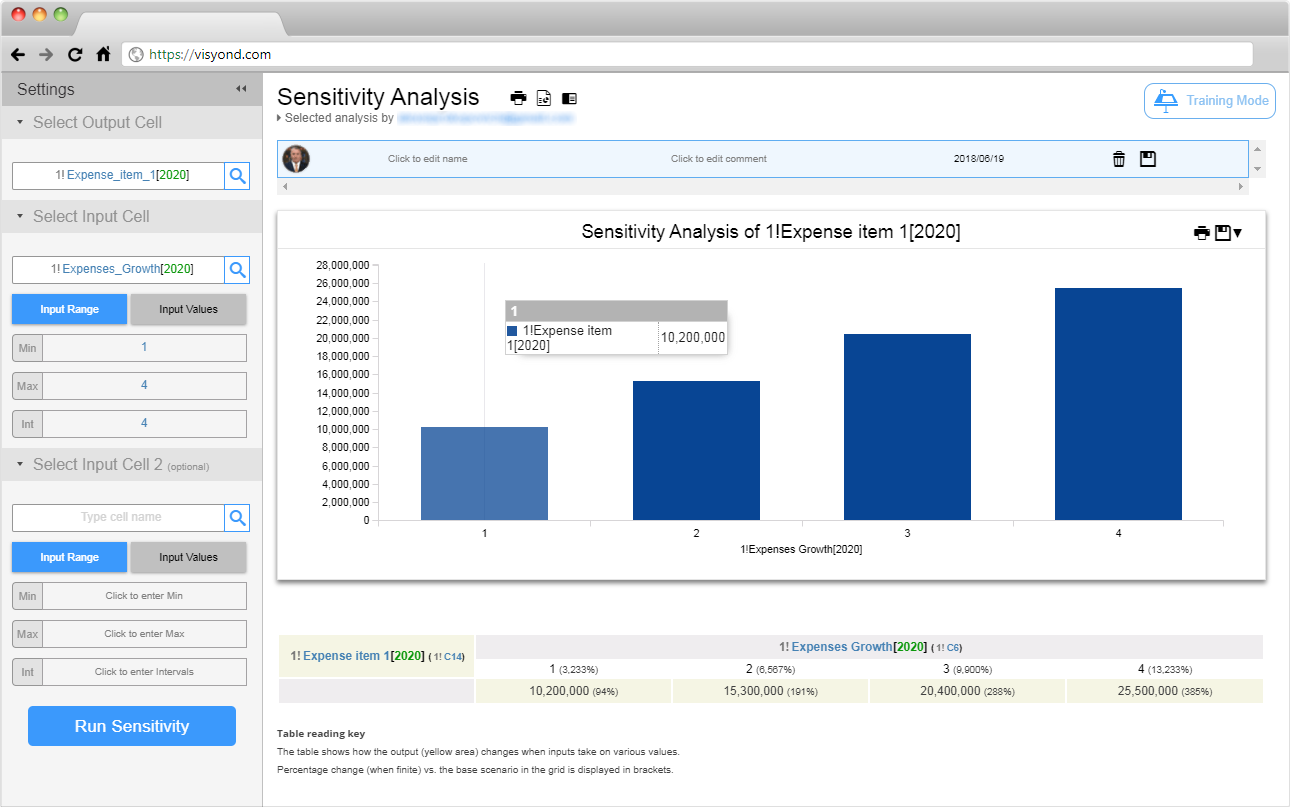 https://visyond.com
Settings
Select Output Cell
1! Expense_item_1[2020]
Select Input Cell
1! Expenses_Growth[2020]
Input Range Input Values
Min 1
Max 4
Int 4
Select Input Cell 2 (optional)
Type cell name
Input Range Input Values
Min Click to enter Min
Max Click to enter Max
Int Click to enter Intervals
Run Sensitivity
Sensitivity Analysis
Training Mode
Selected analysis by
Click to edit name Click to edit comment 2018/06/19
Sensitivity Analysis of 1!Expense item 1[2020]
28,000,000
26,000,000
24,000,000
22,000,000
20,000,000
18,000,000
16,000,000
14,000,000
12,000,000
10,000,000
8,000,000
6,000,000
4,000,000
2,000,000
0
1
1!Expense item
1[2020]
10,200,000
1 2 3 4
1!Expenses Growth[2020]
1! Expense item 1[2020] ( 1! C14)
1! Expenses Growth[2020] ( 1! C6)
1 (3,233%) 2 (6,567%) 3 (9,900%) 4 (13,233%)
10,200,000 (94%) 15,300,000 (191%) 20,400,000 (288%) 25,500,000 (385%)
Table reading key
The table shows how the output (yellow area) changes when inputs take on various values.
Percentage change (when finite) vs. the base scenario in the grid is displayed in brackets.